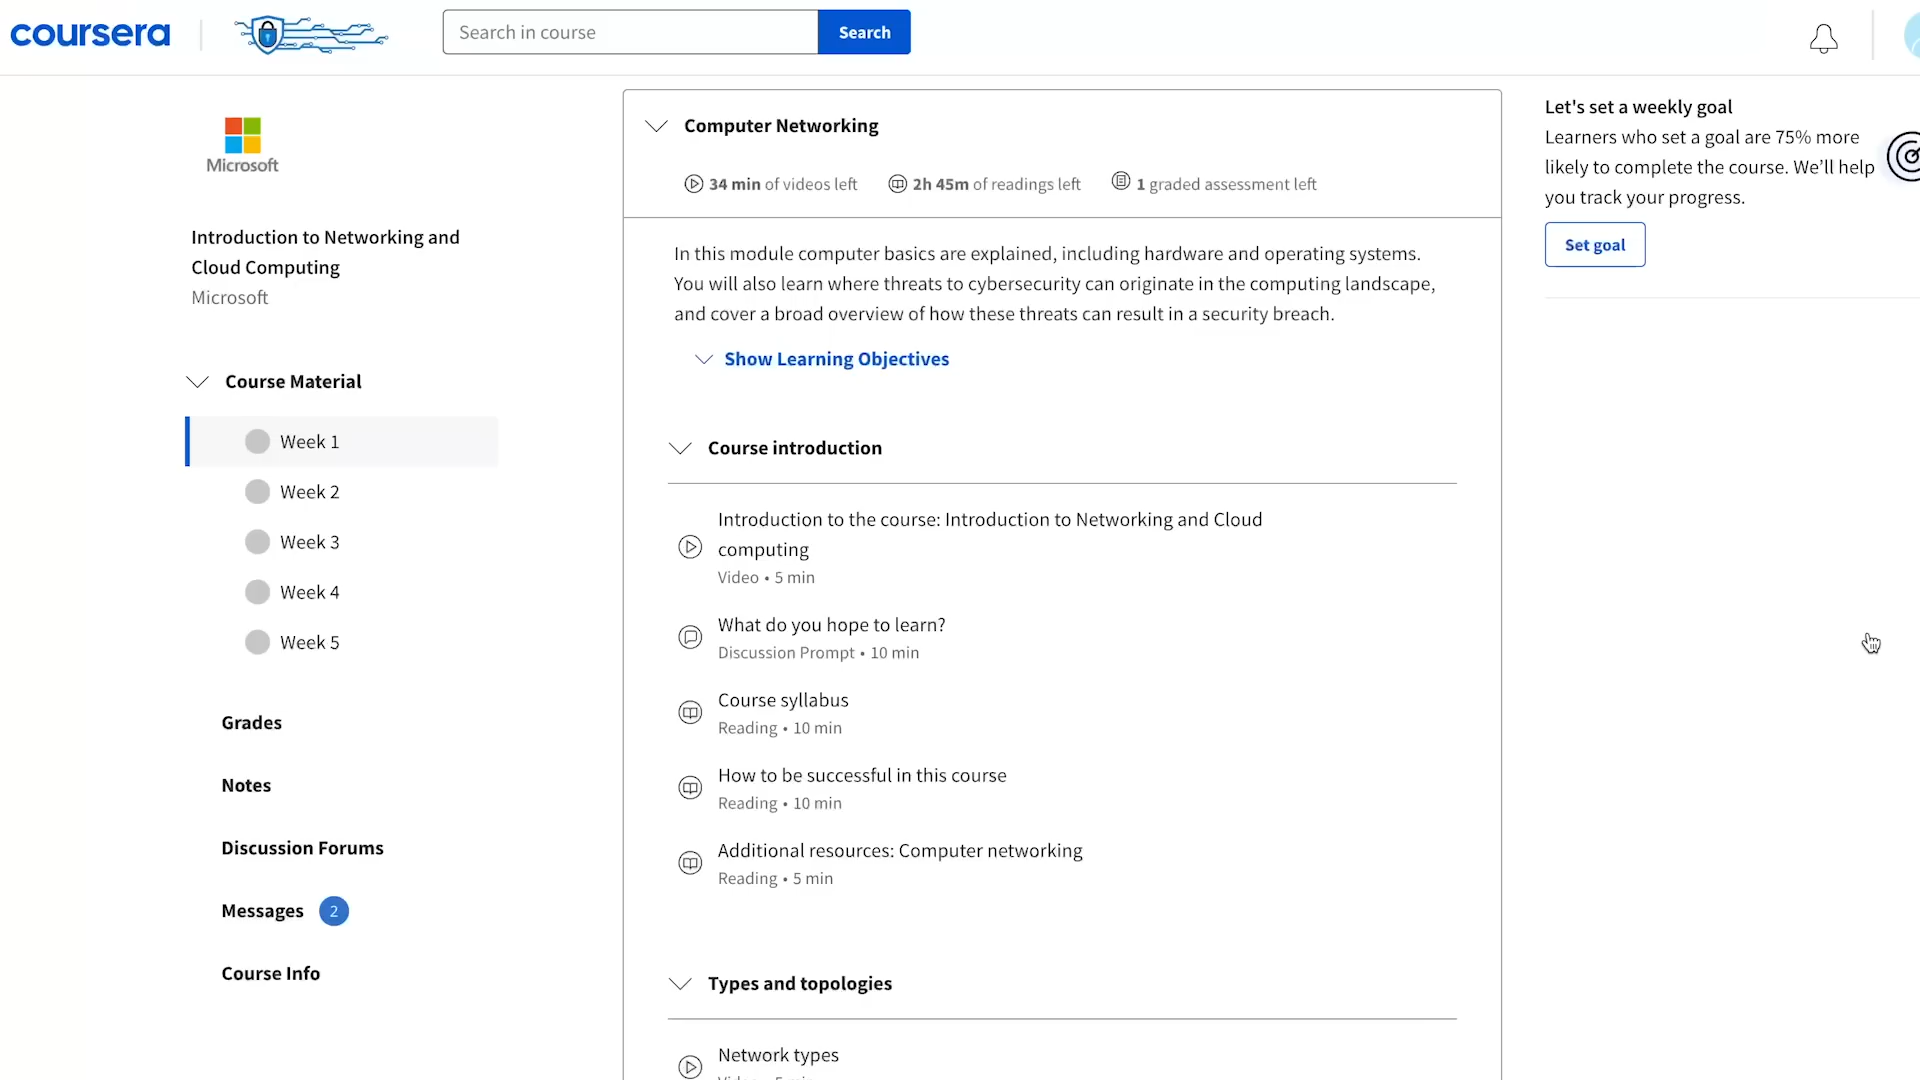 coursera
Search in course
Search
Microsoft
Introduction to Networking and
Cloud Computing
Microsoft
Course Material
Week 1
Week 2
Week 3
Week 4
Week 5
Grades
Notes
Discussion Forums
Messages 2
Course Info
Computer Networking
34 min of videos left
2h 45m of readings left
1 graded assessment left
In this module computer basics are explained, including hardware and operating systems.
You will also learn where threats to cybersecurity can originate in the computing landscape,
and cover a broad overview of how these threats can result in a security breach.
Show Learning Objectives
Course introduction
Introduction to the course: Introduction to Networking and Cloud
computing
Video • 5 min
What do you hope to learn?
Discussion Prompt • 10 min
Course syllabus
Reading • 10 min
How to be successful in this course
Reading • 10 min
Additional resources: Computer networking
Reading • 5 min
Types and topologies
Network types
Let's set a weekly goal
Learners who set a goal are 75% more
likely to complete the course. We’ll help
you track your progress.
Set goal